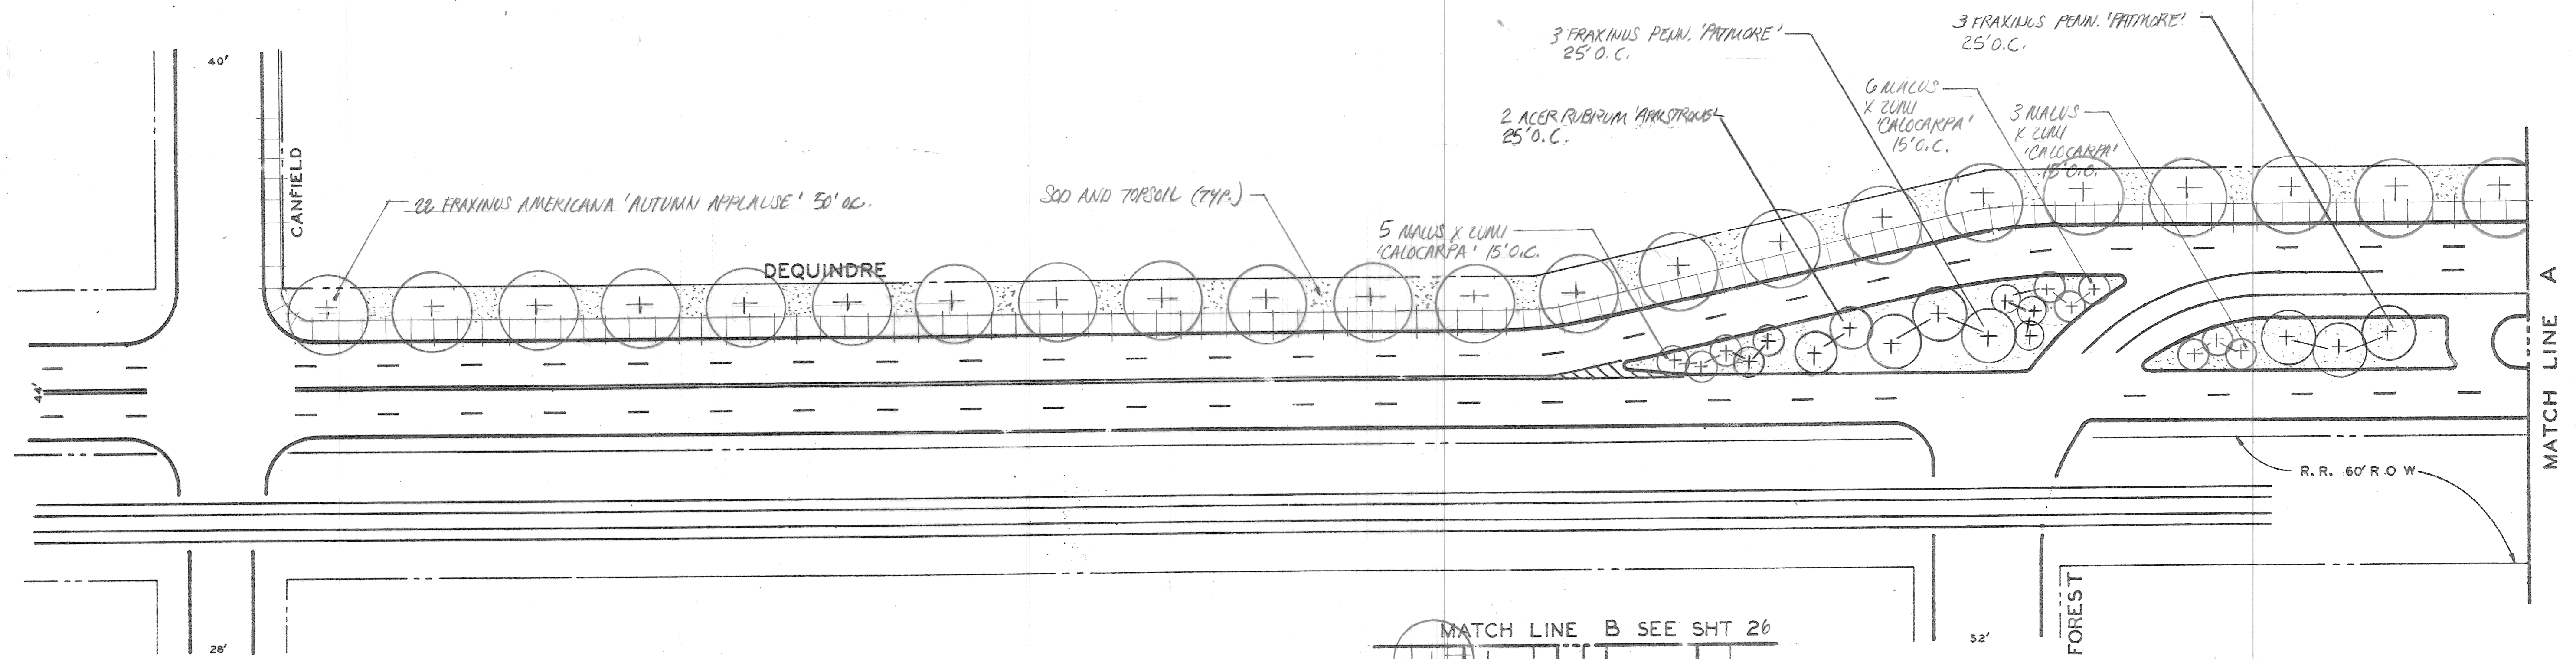 3 FRAXINUS PENN. 'PATMORE'
25' O.C.
3 FRAXINUS PENN. 'PATMORE'
25' O.C.
40'
6 MALUS
X ZUMI
'CALOCARPA'
15' O.C.
3 MALUS
X ZUMI
'CALOCARPA'
15' O.C.
2 ACER RUBRUM 'ARMSTRONG'
25' O.C.
CANFIELD
22 FRAXINUS AMERICANA 'AUTUMN APPLAUSE' 50' O.C.
SOD AND TOPSOIL (TYP.)
5 MALUS X ZUMI
'CALOCARPA' 15' O.C.
DEQUINDRE
44'
MATCH LINE A
R.R. 60' R O W
FOREST
MATCH LINE B SEE SHT 26
28'
52'